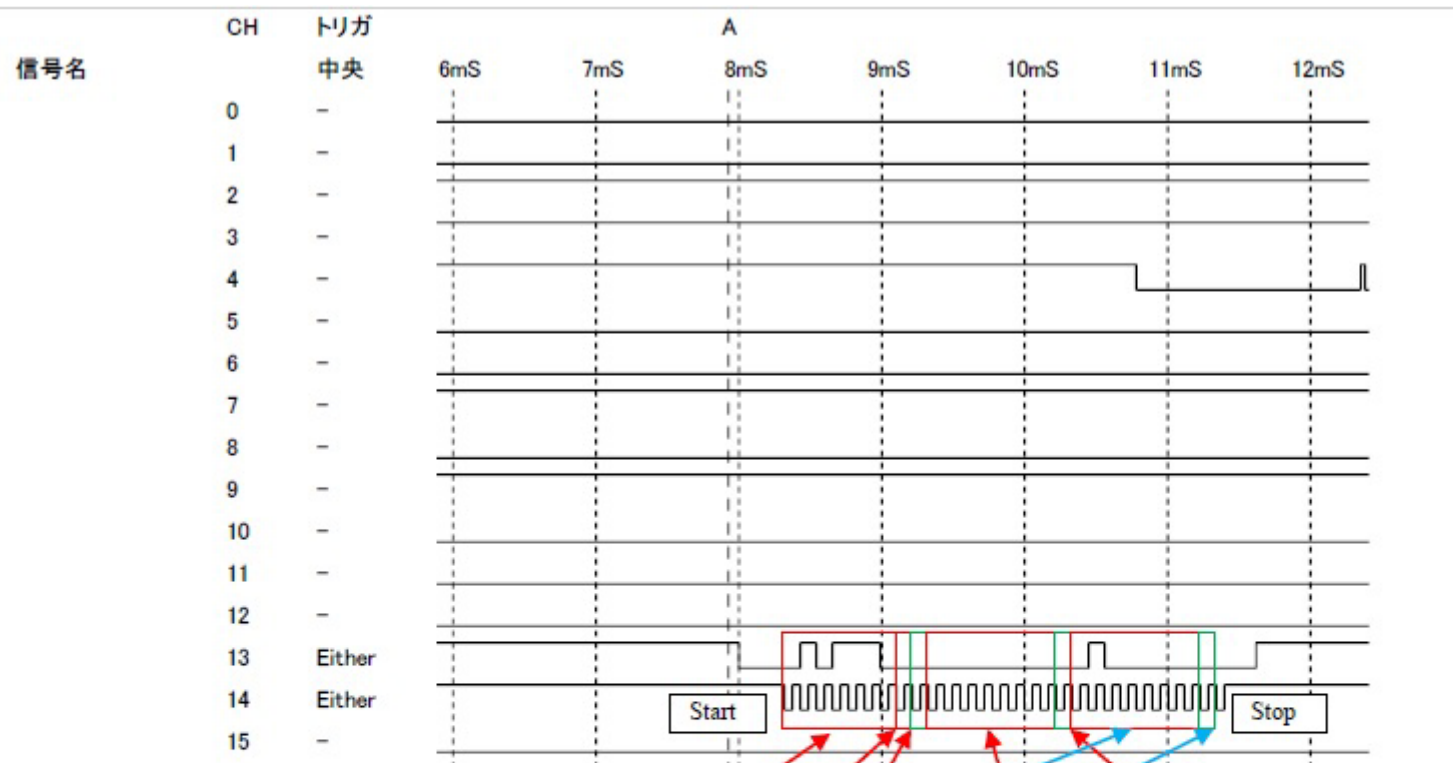 CH トリガ A
信号名 中央 6mS 7mS 8mS 9mS 10mS 11mS 12mS
0 -
1 -
2 -
3 -
4 -
5 -
6 -
7 -
8 -
9 -
10 -
11 -
12 -
13 Either
14 Either
Start Stop
15 -